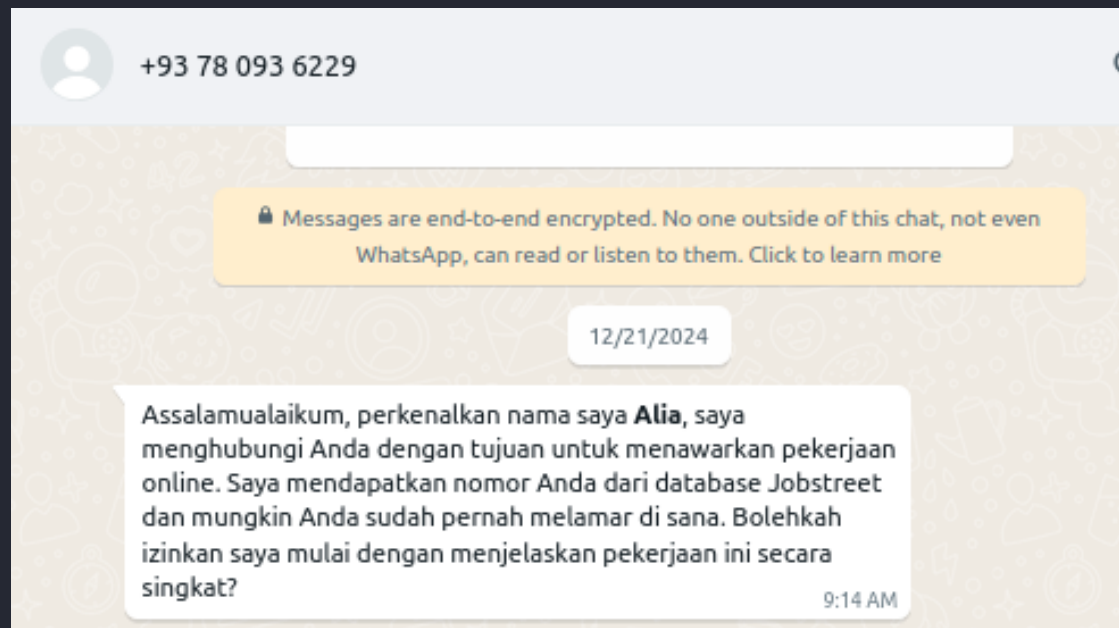 +93 78 093 6229
Messages are end-to-end encrypted. No one outside of this chat, not even
WhatsApp, can read or listen to them. Click to learn more
12/21/2024
Assalamualaikum, perkenalkan nama saya Alia, saya
menghubungi Anda dengan tujuan untuk menawarkan pekerjaan
online. Saya mendapatkan nomor Anda dari database Jobstreet
dan mungkin Anda sudah pernah melamar di sana. Bolehkah
izinkan saya mulai dengan menjelaskan pekerjaan ini secara
singkat?
9:14 AM